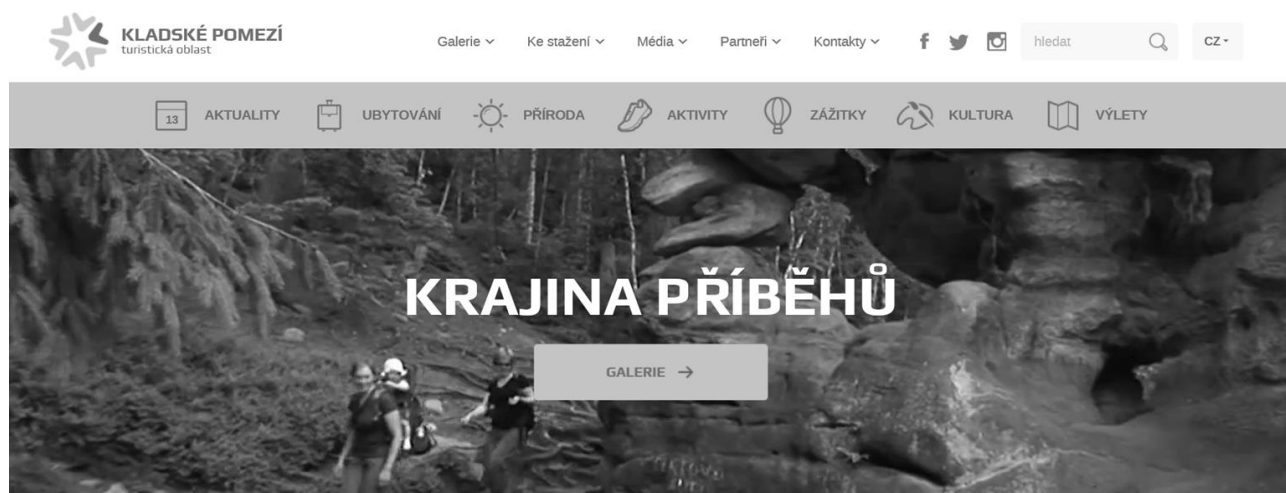 KLADSKÉ POMEZÍ
turistická oblast
Galerie Ke stažení Média Partneři Kontakty hledat CZ
13 AKTUALITY UBYTOVÁNÍ PŘÍRODA AKTIVITY ZÁŽITKY KULTURA VÝLETY
KRAJINA PŘÍBĚHŮ
GALERIE →